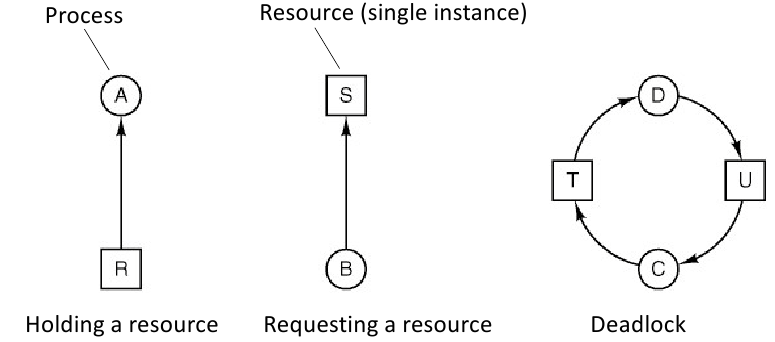 Process
Resource (single instance)
A
S
D
T
U
R
B
C
Holding a resource
Requesting a resource
Deadlock